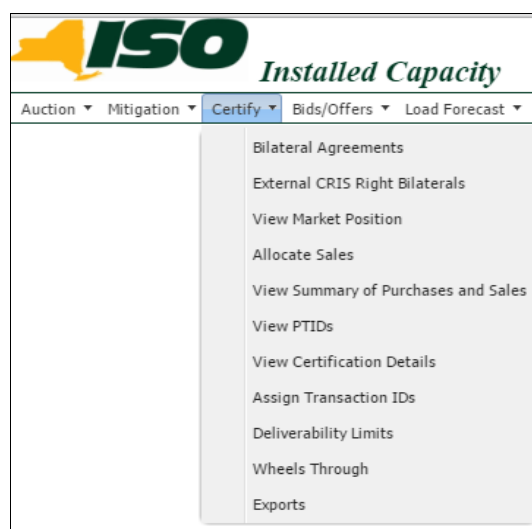 ISO Installed Capacity
Auction Mitigation Certify Bids/Offers Load Forecast
Bilateral Agreements
External CRIS Right Bilaterals
View Market Position
Allocate Sales
View Summary of Purchases and Sales
View PTIDs
View Certification Details
Assign Transaction IDs
Deliverability Limits
Wheels Through
Exports